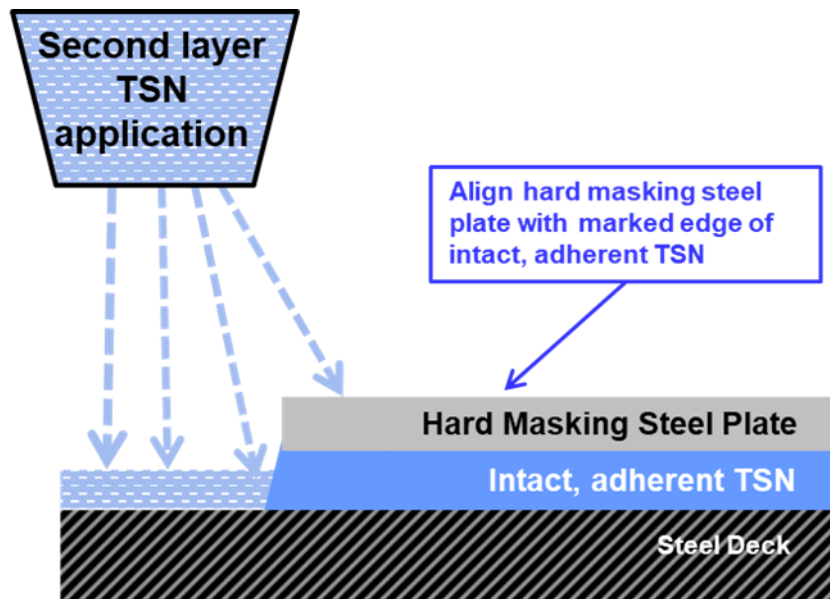 Second layer
TSN
application
Align hard masking steel
plate with marked edge of
intact, adherent TSN
Hard Masking Steel Plate
Intact, adherent TSN
Steel Deck